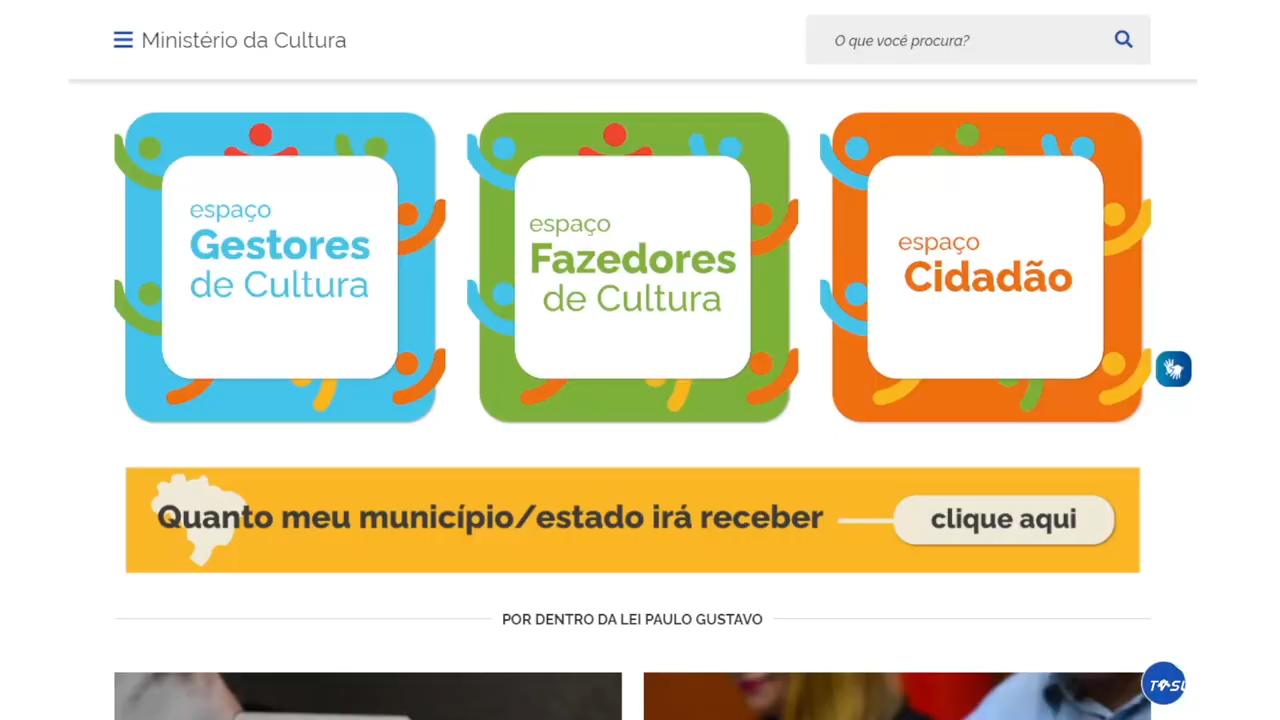 Ministério da Cultura
O que você procura?
espaço
Gestores
de Cultura
espaço
Fazedores
de Cultura
espaço
Cidadão
Quanto meu município/estado irá receber
clique aqui
POR DENTRO DA LEI PAULO GUSTAVO